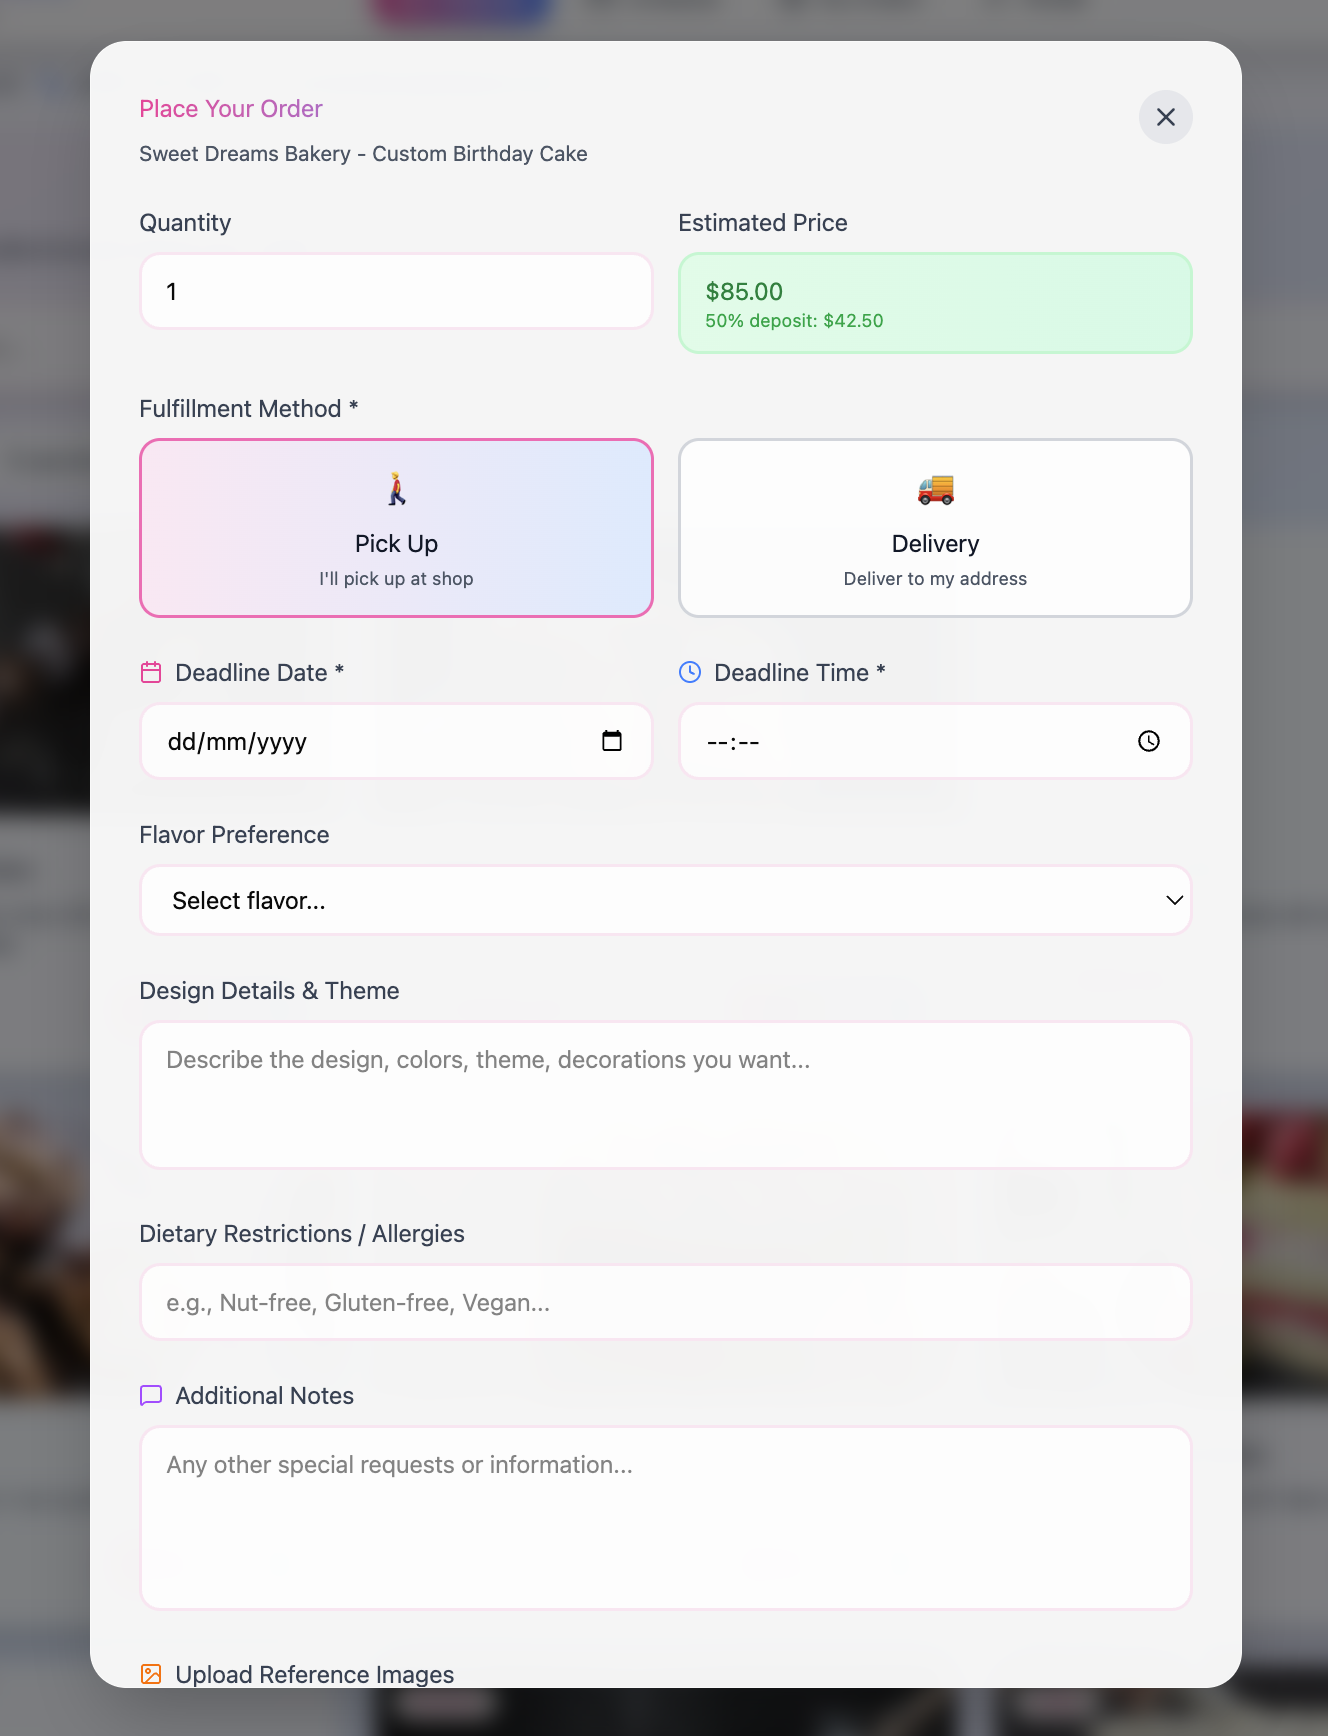 Place Your Order
Sweet Dreams Bakery - Custom Birthday Cake
Quantity
Estimated Price
1
$85.00
50% deposit: $42.50
Fulfillment Method *
Pick Up
I'll pick up at shop
Delivery
Deliver to my address
Deadline Date *
Deadline Time *
dd/mm/yyyy
--:--
Flavor Preference
Select flavor...
Design Details & Theme
Describe the design, colors, theme, decorations you want...
Dietary Restrictions / Allergies
e.g., Nut-free, Gluten-free, Vegan...
Additional Notes
Any other special requests or information...
Upload Reference Images